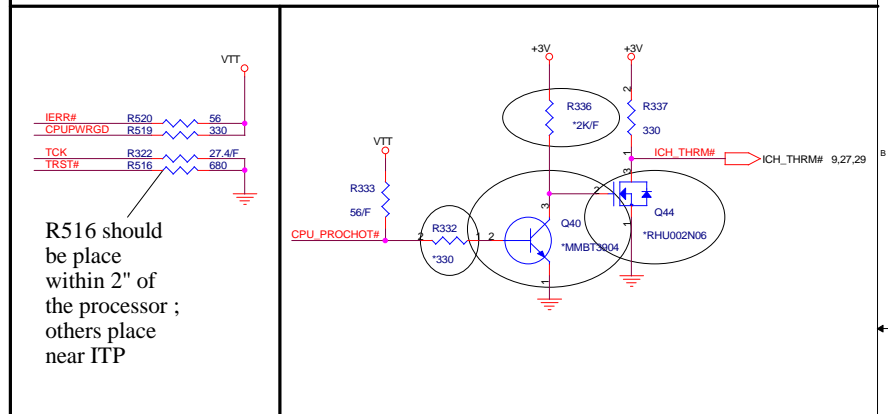 VTT
IERR# R520 56
CPUPWRGD R519 330
TCK R322 27.4/F
TRST# R516 680
R516 should
be place
within 2" of
the processor ;
others place
near ITP
+3V +3V
2
R336 R337
*2K/F 330
1
ICH_THRM# ICH_THRM# 9,27,29
B
VTT
3
R333 2
56/F
3 Q44
R332 Q40
CPU_PROCHOT# 2 1 2
*330 *MMBT3904 1 *RHU002N06
1